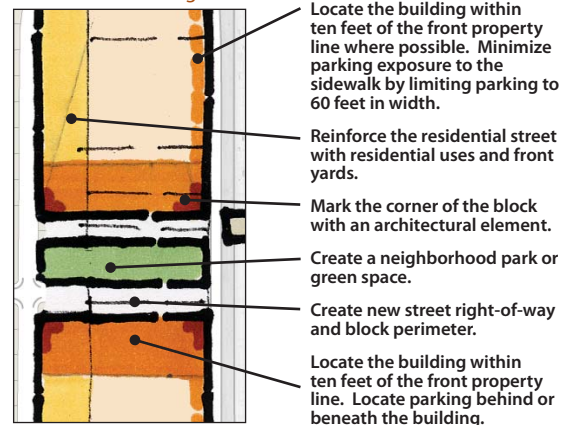 Locate the building within
ten feet of the front property
line where possible. Minimize
parking exposure to the
sidewalk by limiting parking to
60 feet in width.
Reinforce the residential street
with residential uses and front
yards.
Mark the corner of the block
with an architectural element.
Create a neighborhood park or
green space.
Create new street right-of-way
and block perimeter.
Locate the building within
ten feet of the front property
line. Locate parking behind or
beneath the building.